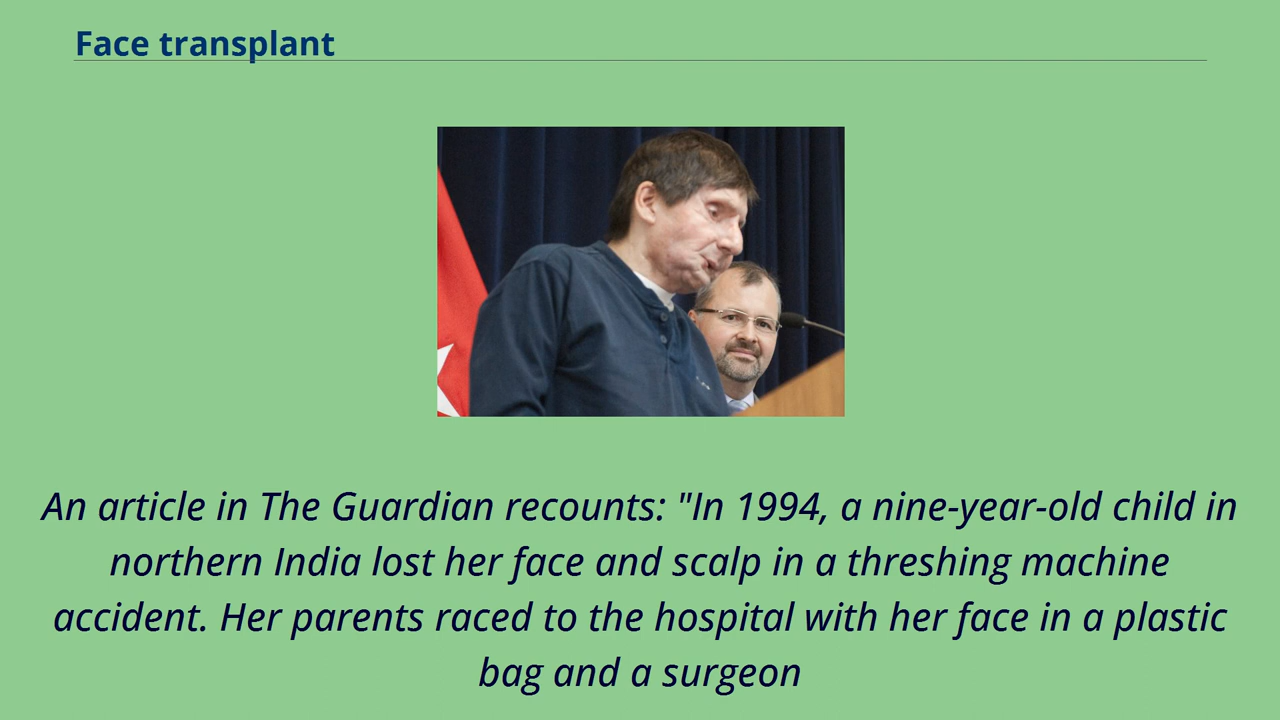 Face transplant
An article in The Guardian recounts: "In 1994, a nine-year-old child in
northern India lost her face and scalp in a threshing machine
accident. Her parents raced to the hospital with her face in a plastic
bag and a surgeon